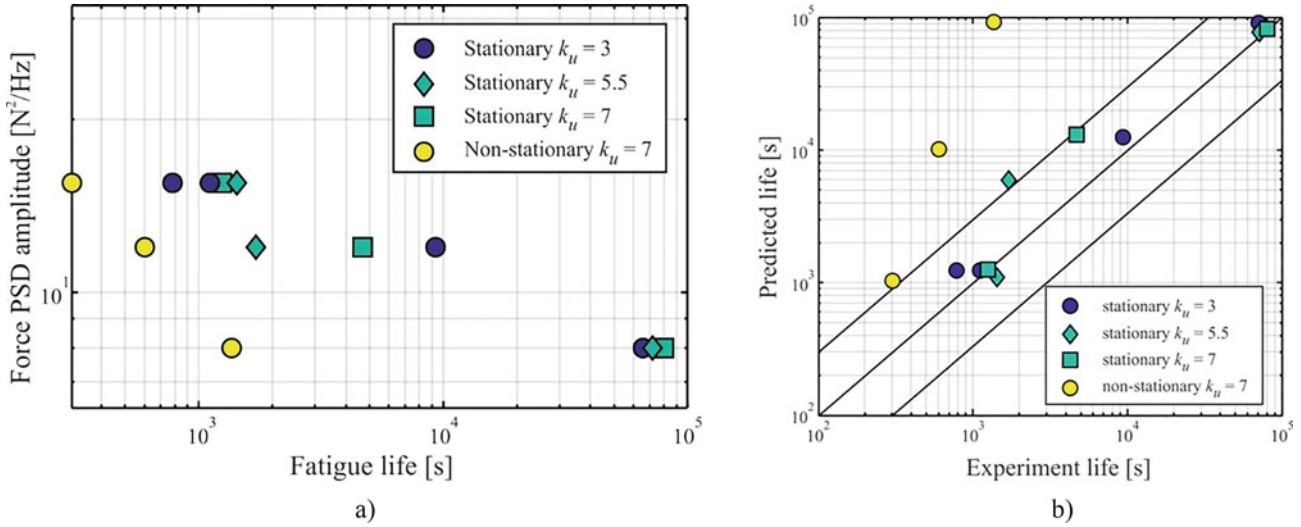 Force PSD amplitude [N²/Hz]
10¹
Stationary kᵤ = 3
Stationary kᵤ = 5.5
Stationary kᵤ = 7
Non-stationary kᵤ = 7
10³
10⁴
10⁵
Fatigue life [s]
a)
Predicted life [s]
10⁵
10⁴
10³
10²
stationary kᵤ = 3
stationary kᵤ = 5.5
stationary kᵤ = 7
non-stationary kᵤ = 7
10²
10³
10⁴
10⁵
Experiment life [s]
b)